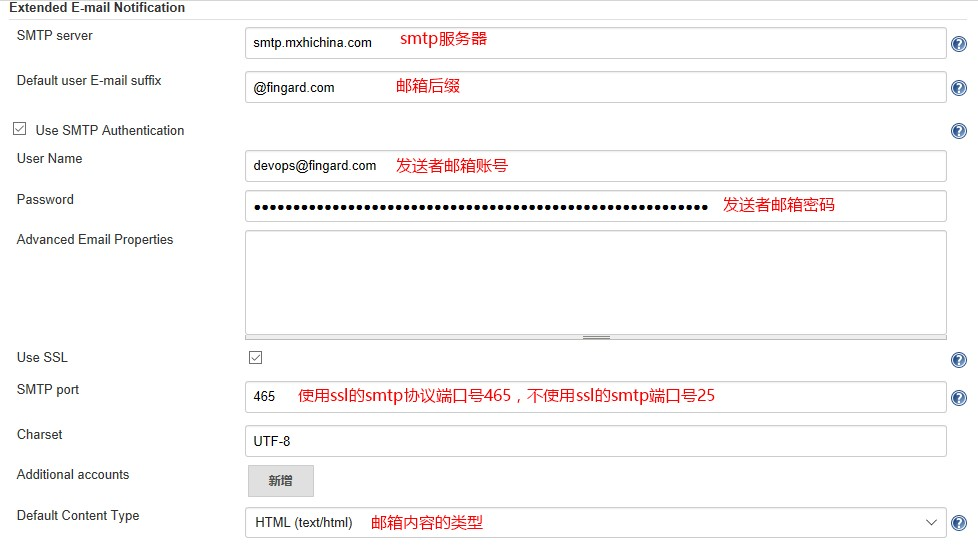 Extended E-mail Notification
SMTP server
smtp.mxhichina.com smtp服务器
Default user E-mail suffix
@fingard.com 邮箱后缀
Use SMTP Authentication
User Name
devops@fingard.com 发送者邮箱账号
Password
发送者邮箱密码
Advanced Email Properties
Use SSL
SMTP port
465 使用ssl的smtp协议端口号465，不使用ssl的smtp端口号25
Charset
UTF-8
Additional accounts
新增
Default Content Type
HTML (text/html) 邮箱内容的类型